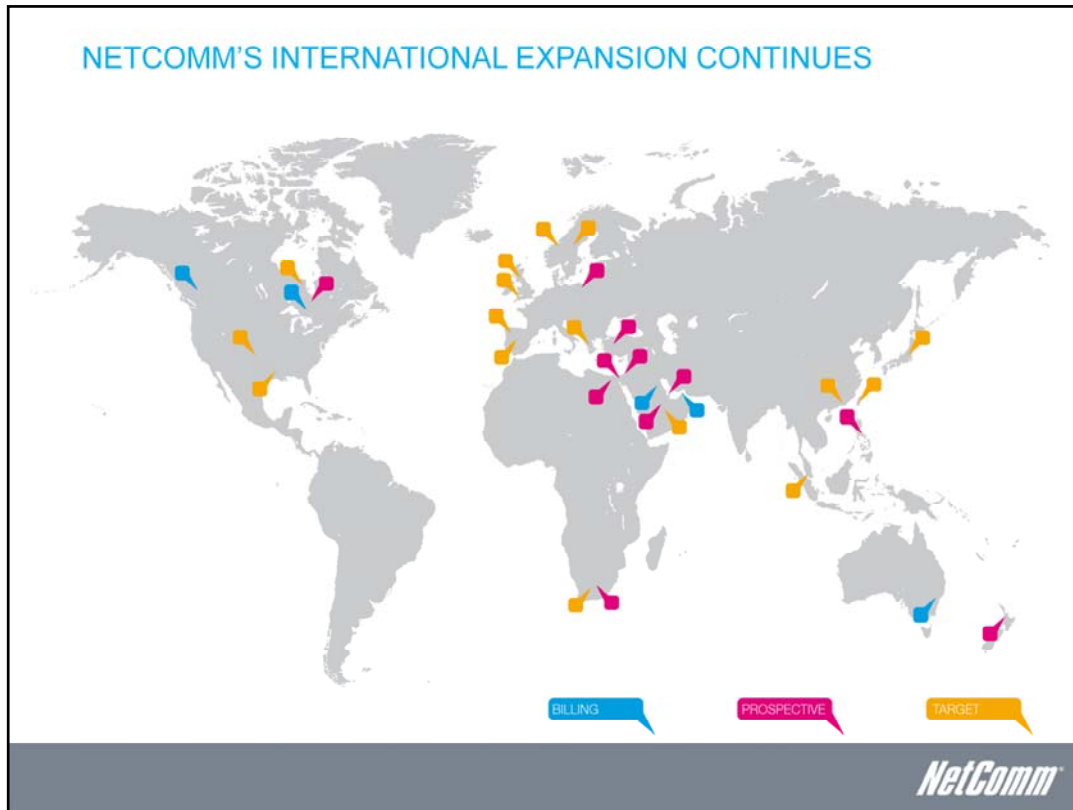 NETCOMM'S INTERNATIONAL EXPANSION CONTINUES
BILLING
PROSPECTIVE
TARGET
NetComm